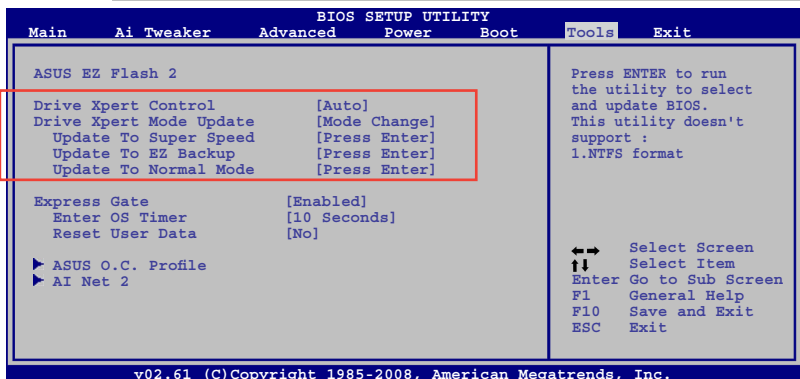 BIOS SETUP UTILITY
Main Ai Tweaker Advanced Power Boot Tools Exit
ASUS EZ Flash 2
Drive Xpert Control [Auto]
Drive Xpert Mode Update [Mode Change]
Update To Super Speed [Press Enter]
Update To EZ Backup [Press Enter]
Update To Normal Mode [Press Enter]
Express Gate [Enabled]
Enter OS Timer [10 Seconds]
Reset User Data [No]
ASUS O.C. Profile
AI Net 2
Press ENTER to run
the utility to select
and update BIOS.
This utility doesn't
support :
1.NTFS format
Select Screen
Select Item
Enter Go to Sub Screen
F1 General Help
F10 Save and Exit
ESC Exit
v02.61 (C)Copyright 1985-2008, American Megatrends, Inc.